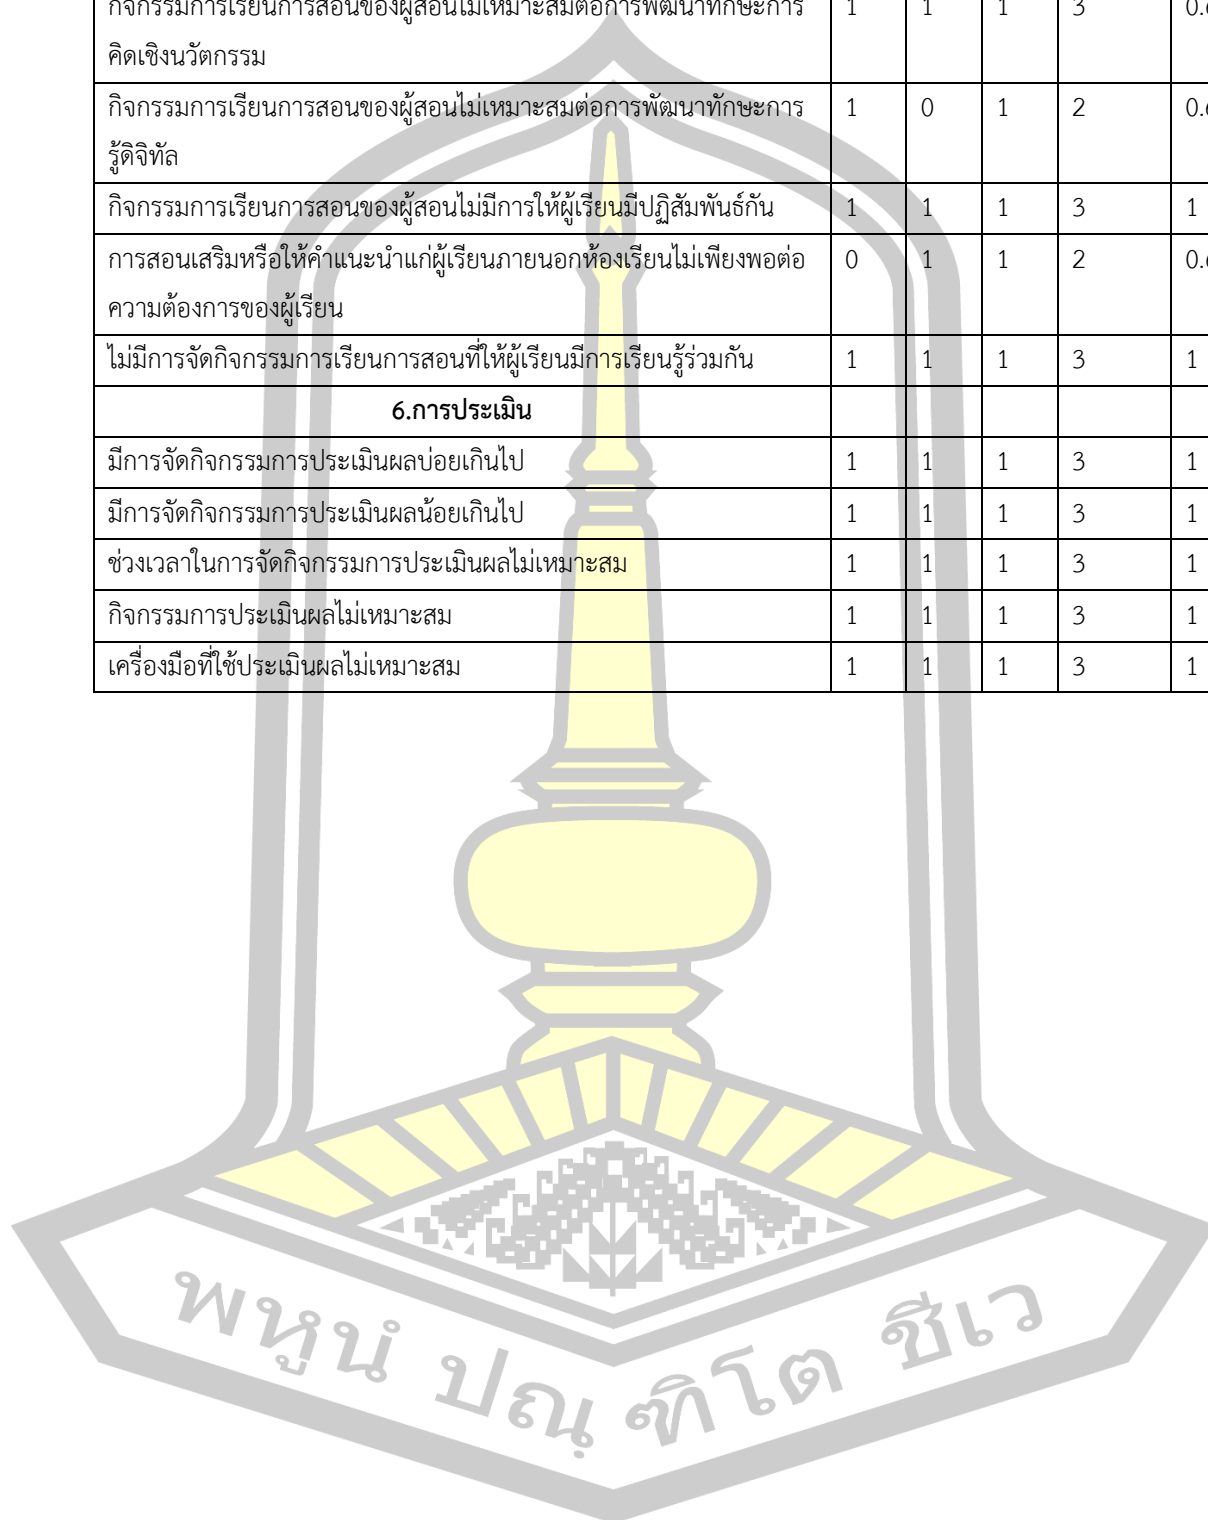 กิจกรรมการเรียนการสอนของผู้สอนไม่เหมาะสมต่อการพัฒนาทักษะการ 1 1 1 3
คิดเชิงนวัตกรรม
กิจกรรมการเรียนการสอนของผู้สอนไม่เหมาะสมต่อการพัฒนาทักษะการ 1 0 1 2
รู้ดิจิทัล
กิจกรรมการเรียนการสอนของผู้สอนไม่มีการให้ผู้เรียนมีปฏิสัมพันธ์กัน 1 1 1 3 1
การสอนเสริมหรือให้คำแนะนำแก่ผู้เรียนภายนอกห้องเรียนไม่เพียงพอต่อ 0 1 1 2
ความต้องการของผู้เรียน
ไม่มีการจัดกิจกรรมการเรียนการสอนที่ให้ผู้เรียนมีการเรียนรู้ร่วมกัน 1 1 1 3 1
6.การประเมิน
มีการจัดกิจกรรมการประเมินผลบ่อยเกินไป 1 1 1 3 1
มีการจัดกิจกรรมการประเมินผลน้อยเกินไป 1 1 1 3 1
ช่วงเวลาในการจัดกิจกรรมการประเมินผลไม่เหมาะสม 1 1 1 3 1
กิจกรรมการประเมินผลไม่เหมาะสม 1 1 1 3 1
เครื่องมือที่ใช้ประเมินผลไม่เหมาะสม 1 1 1 3 1
พหูนํ ปณฺ ฑิโต ชีเว